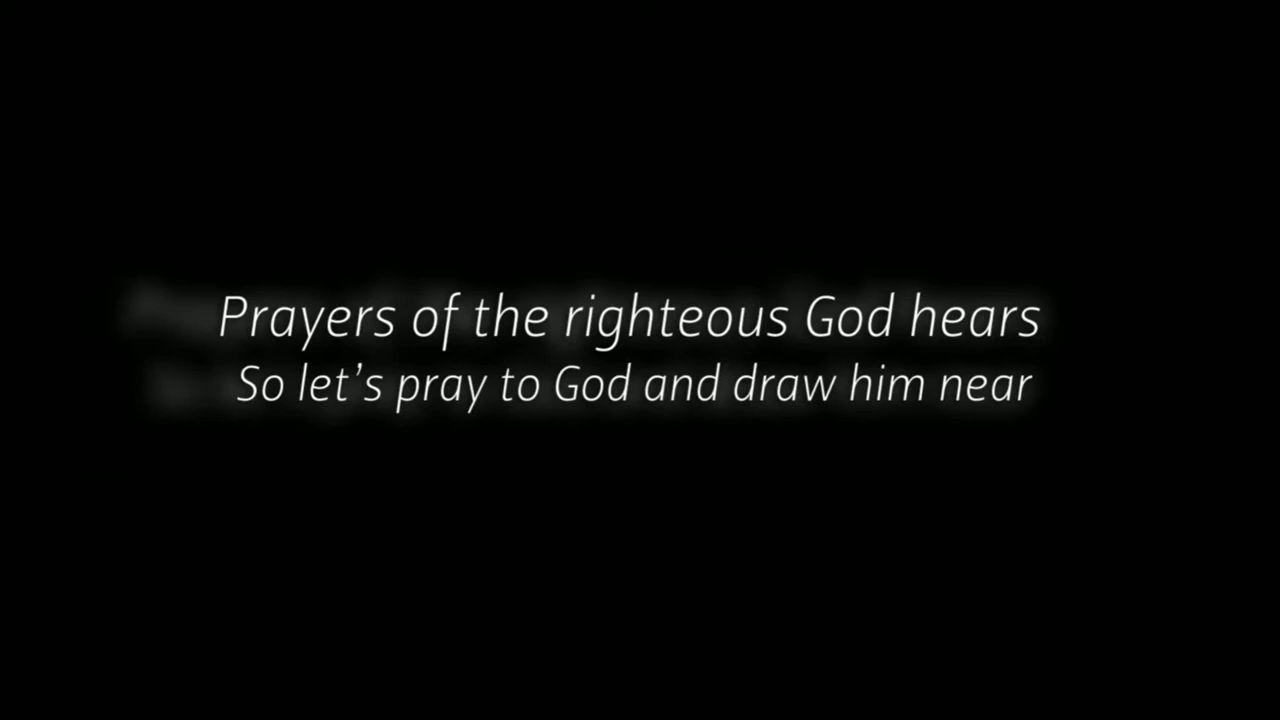 Prayers of the righteous God hears
So let’s pray to God and draw him near